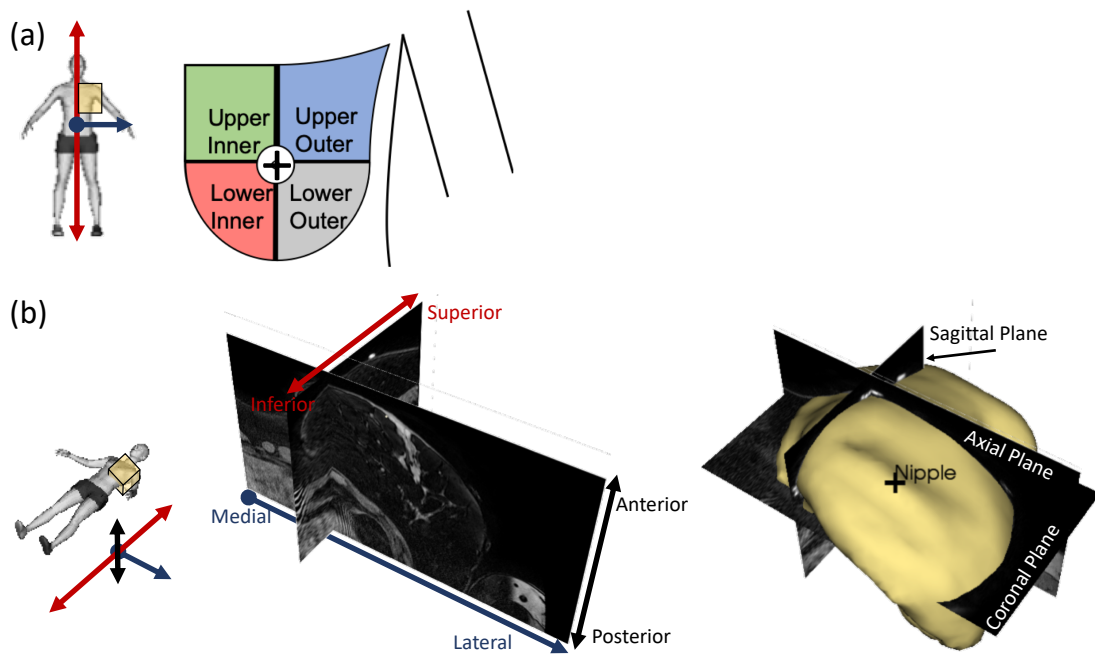 (a)
Upper
Inner
Upper
Outer
Lower
Inner
Lower
Outer
(b)
Superior
Inferior
Medial
Lateral
Anterior
Posterior
Sagittal Plane
Axial Plane
Nipple
Coronal Plane